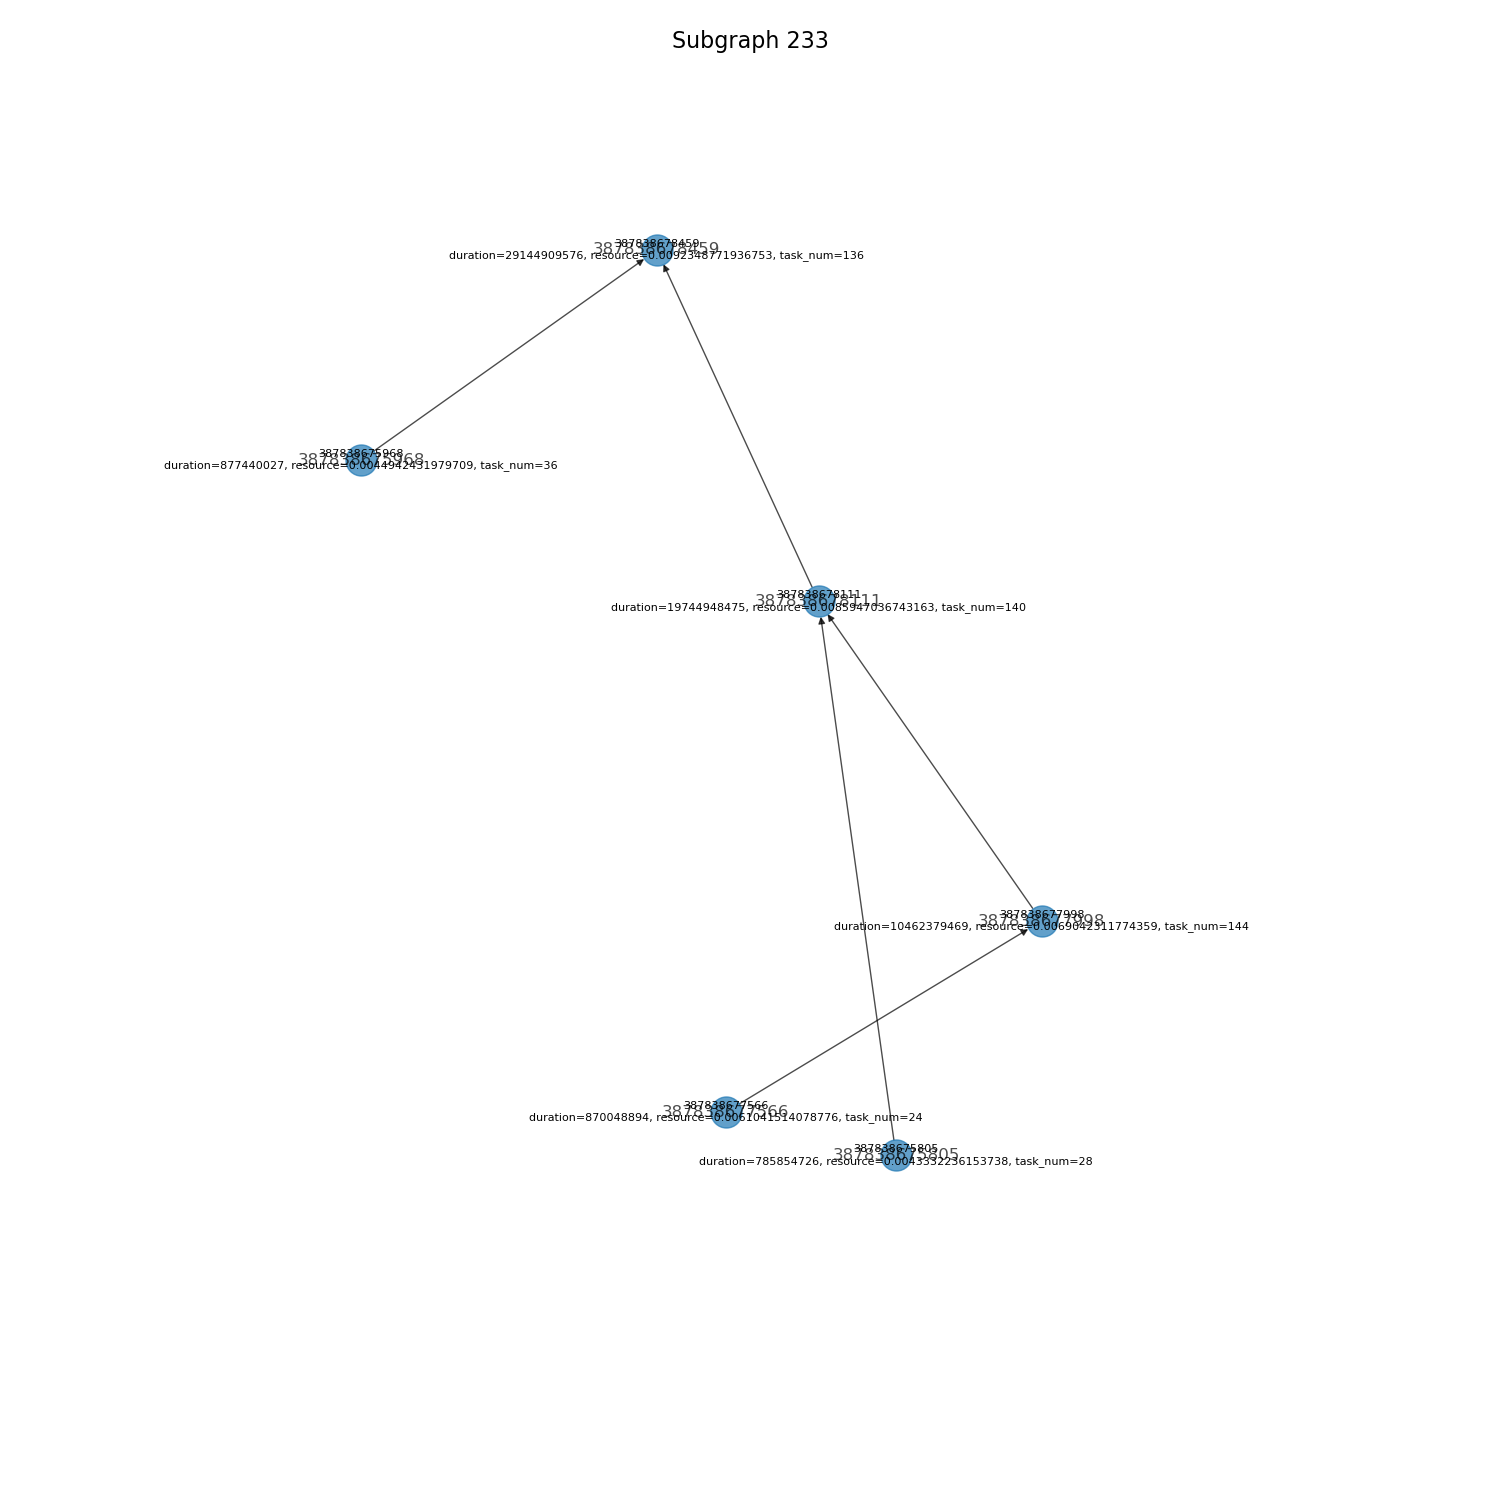 Subgraph 233
387838678459
387838678459
duration=29144909576, resource=0.0092348771936753, task_num=136
387838675968
387838675968
duration=877440027, resource=0.0044942431979709, task_num=36
387838678111
387838678111
duration=19744948475, resource=0.0085947036743163, task_num=140
387838677998
387838677998
duration=10462379469, resource=0.0069042311774359, task_num=144
387838677566
387838677566
duration=870048894, resource=0.0061041514078776, task_num=24
387838675805
387838675805
duration=785854726, resource=0.0043332236153738, task_num=28